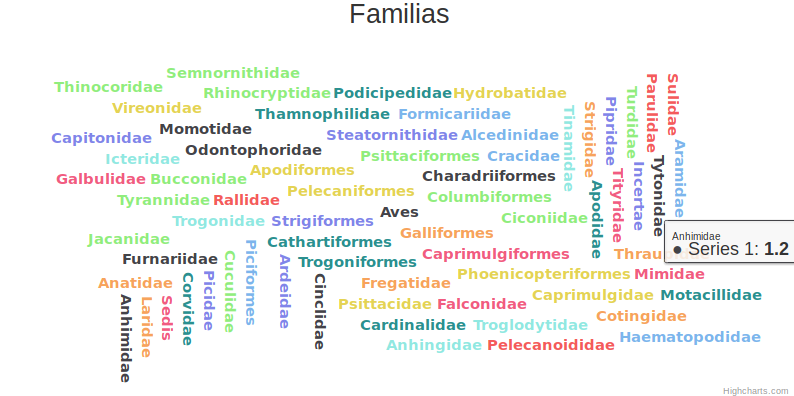 Familias
Semnornithidae
Thinocoridae
Rhinocryptidae
Podicipedidae
Hydrobatidae
Vireonidae
Thamnophilidae
Formicariidae
Momotidae
Capitonidae
Steatornithidae
Alcedinidae
Odontophoridae
Icteridae
Psittaciformes
Cracidae
Tinamidae
Strigidae
Pipridae
Turdidae
Parulidae
Sulidae
Apodiformes
Charadriiformes
Galbulidae
Bucconidae
Pelecaniformes
Columbiformes
Apodidae
Tityridae
Incertae
Tytonidae
Aramidae
Tyrannidae
Rallidae
Aves
Trogonidae
Strigiformes
Ciconiidae
Jacanidae
Cathartiformes
Galliformes
Anhimidae
● Series 1: 1.2
Furnariidae
Trogoniformes
Caprimulgiformes
Phoenicopteriformes
Mimidae
Anatidae
Corvidae
Picidae
Cuculidae
Piciformes
Ardeidae
Cinclidae
Fregatidae
Caprimulgidae
Motacillidae
Anhimidae
Laridae
Sedis
Psittacidae
Falconidae
Cotingidae
Cardinalidae
Troglodytidae
Haematopodidae
Anhingidae
Pelecanoididae
Highcharts.com